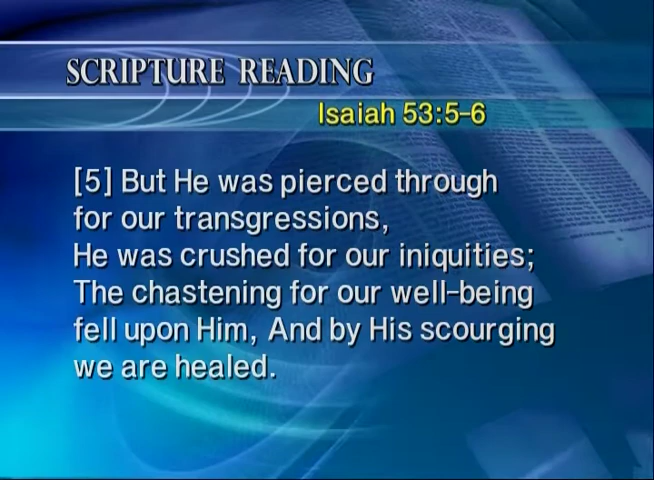 SCRIPTURE READING
Isaiah 53:5-6
[5] But He was pierced through
for our transgressions,
He was crushed for our iniquities;
The chastening for our well-being
fell upon Him, And by His scourging
we are healed.